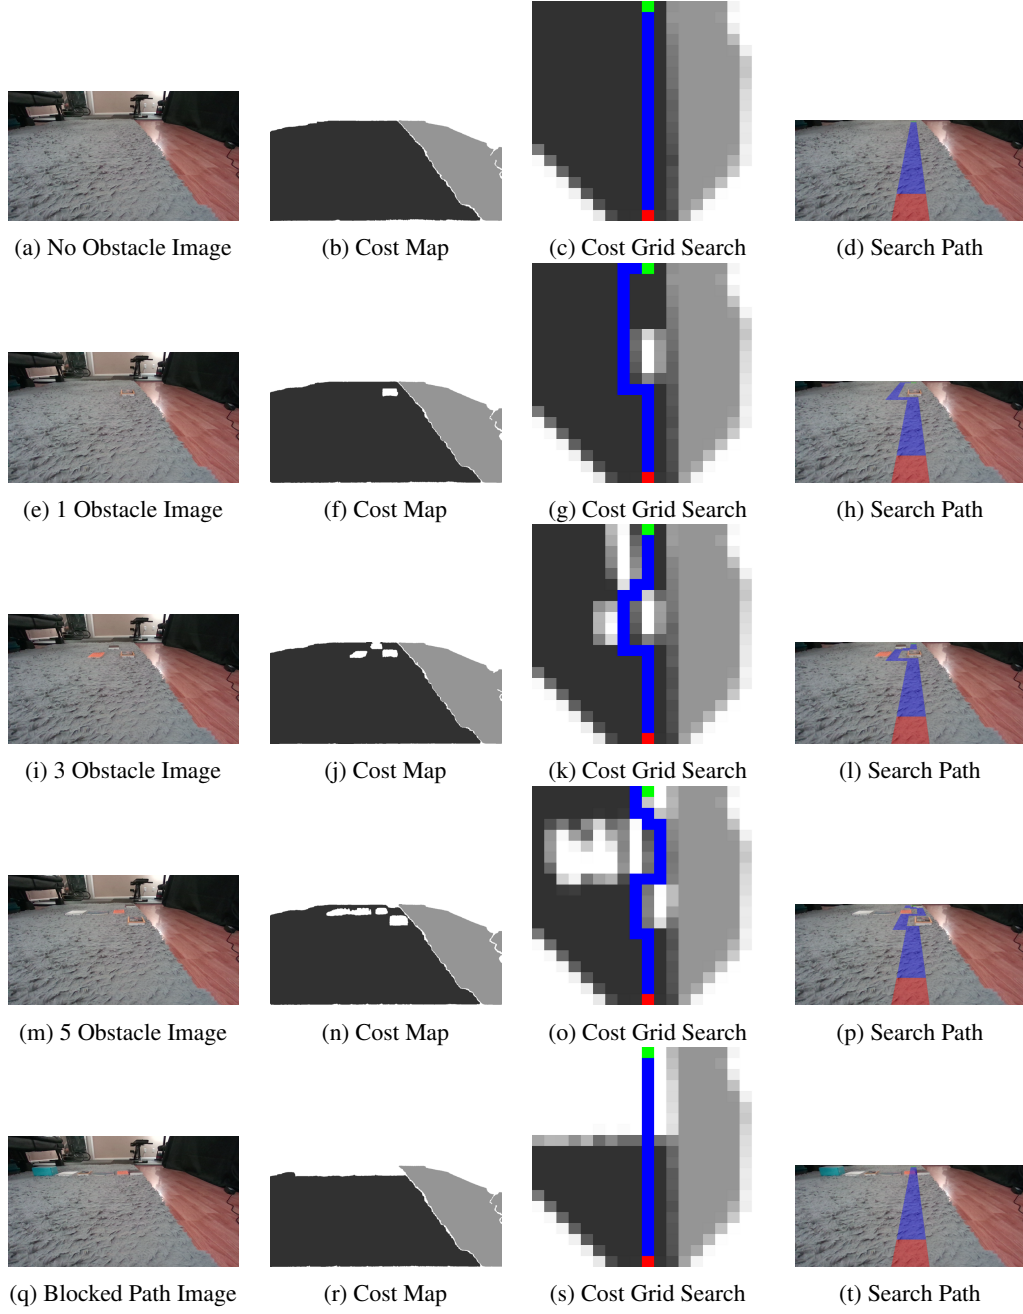 (a) No Obstacle Image (b) Cost Map (c) Cost Grid Search (d) Search Path
(e) 1 Obstacle Image (f) Cost Map (g) Cost Grid Search (h) Search Path
(i) 3 Obstacle Image (j) Cost Map (k) Cost Grid Search (l) Search Path
(m) 5 Obstacle Image (n) Cost Map (o) Cost Grid Search (p) Search Path
(q) Blocked Path Image (r) Cost Map (s) Cost Grid Search (t) Search Path